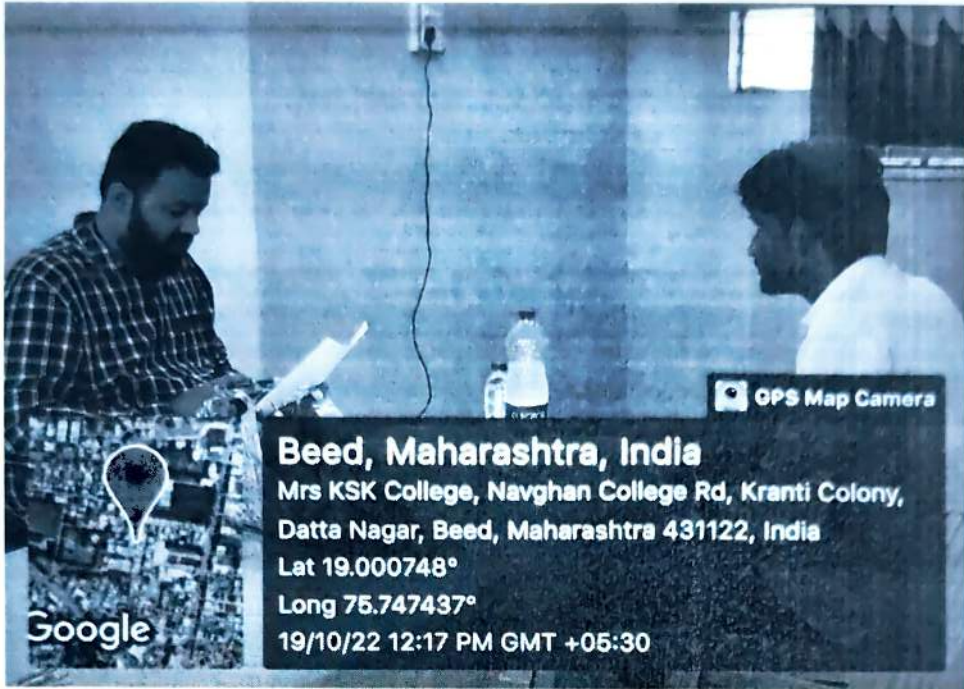 GPS Map Camera
Beed, Maharashtra, India
Mrs KSK College, Navghan College Rd, Kranti Colony,
Datta Nagar, Beed, Maharashtra 431122, India
Lat 19.000748°
Long 75.747437°
19/10/22 12:17 PM GMT +05:30
Google